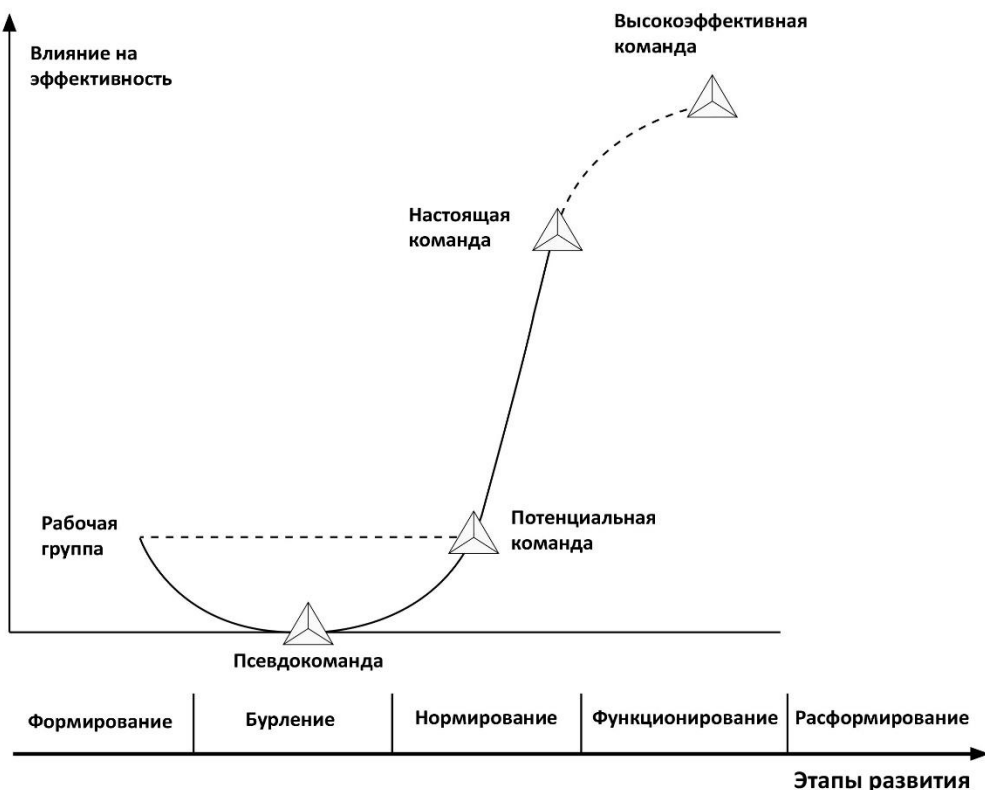 Высокоэффективная
команда
Влияние на
эффективность
Настоящая
команда
Рабочая
группа
Потенциальная
команда
Псевдокоманда
Формирование
Бурление
Нормирование
Функционирование
Расформирование
Этапы развития